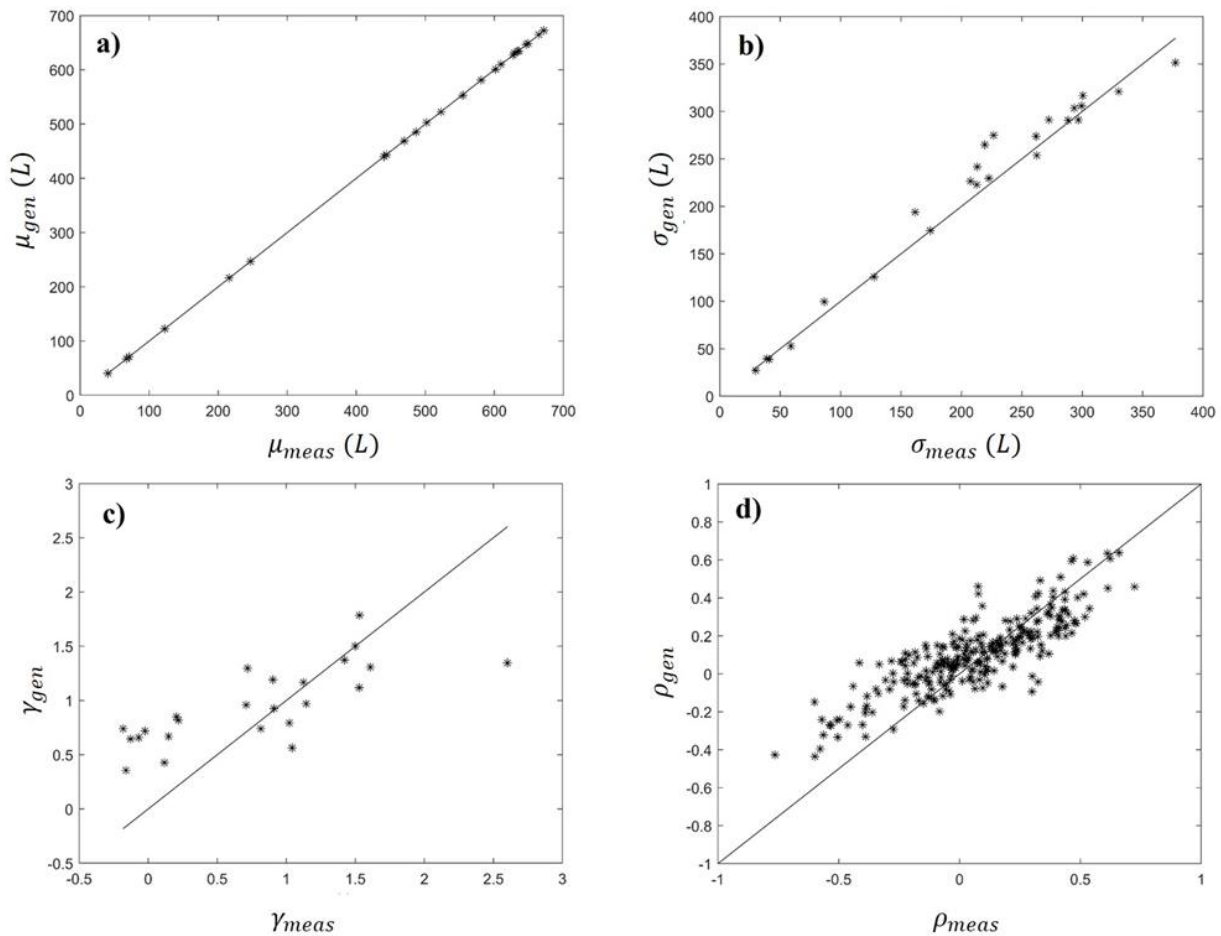 a)
700
600
500
400
300
200
100
0
μgen (L)
0 100 200 300 400 500 600 700
μmeas (L)
b)
400
350
300
250
200
150
100
50
0
σgen (L)
0 50 100 150 200 250 300 350 400
σmeas (L)
c)
3
2.5
2
1.5
1
0.5
0
-0.5
γgen
-0.5 0 0.5 1 1.5 2 2.5 3
γmeas
d)
1
0.8
0.6
0.4
0.2
0
-0.2
-0.4
-0.6
-0.8
-1
ρgen
-1 -0.5 0 0.5 1
ρmeas